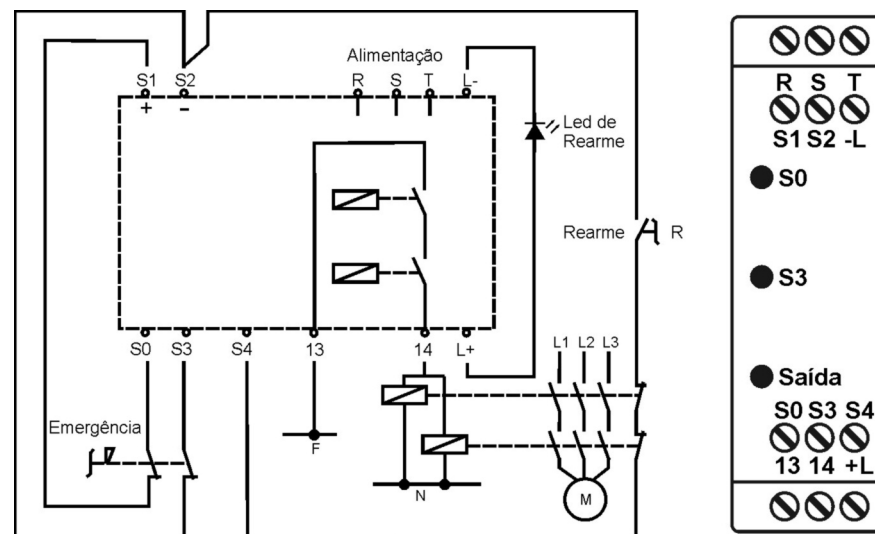 Alimentação
S1 S2 R S T L-
+ -
Led de
Rearme
Rearme R
S0 S3 S4 13 14 L+
L1 L2 L3
Emergência
F
N
M
R S T
S1 S2 -L
S0
S3
Saída
S0 S3 S4
13 14 +L